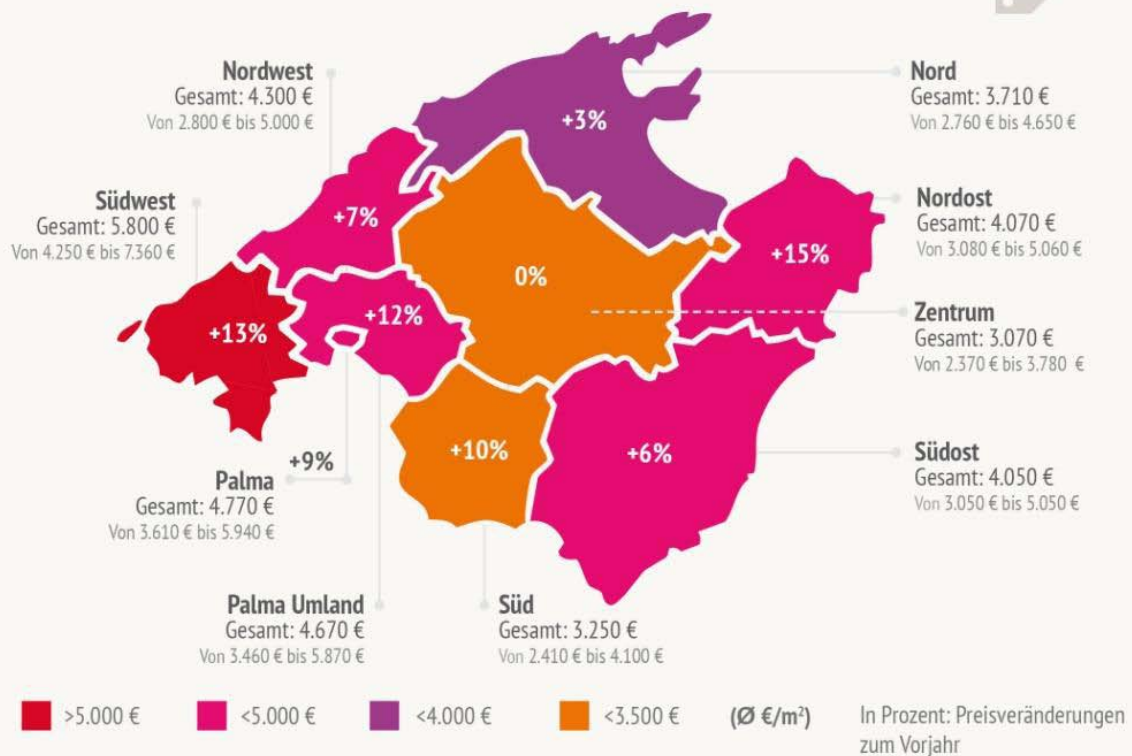 Nordwest
Gesamt: 4.300 €
Von 2.800 € bis 5.000 €
Nord
Gesamt: 3.710 €
Von 2.760 € bis 4.650 €
+3%
Südwest
Gesamt: 5.800 €
Von 4.250 € bis 7.360 €
+7%
Nordost
Gesamt: 4.070 €
Von 3.080 € bis 5.060 €
+15%
0%
+13%
+12%
Zentrum
Gesamt: 3.070 €
Von 2.370 € bis 3.780 €
+10%
+6%
Südost
Gesamt: 4.050 €
Von 3.050 € bis 5.050 €
+9%
Palma
Gesamt: 4.770 €
Von 3.610 € bis 5.940 €
Palma Umland
Gesamt: 4.670 €
Von 3.460 € bis 5.870 €
Süd
Gesamt: 3.250 €
Von 2.410 € bis 4.100 €
>5.000 €
<5.000 €
<4.000 €
<3.500 €
(Ø €/m²)
In Prozent: Preisveränderungen
zum Vorjahr